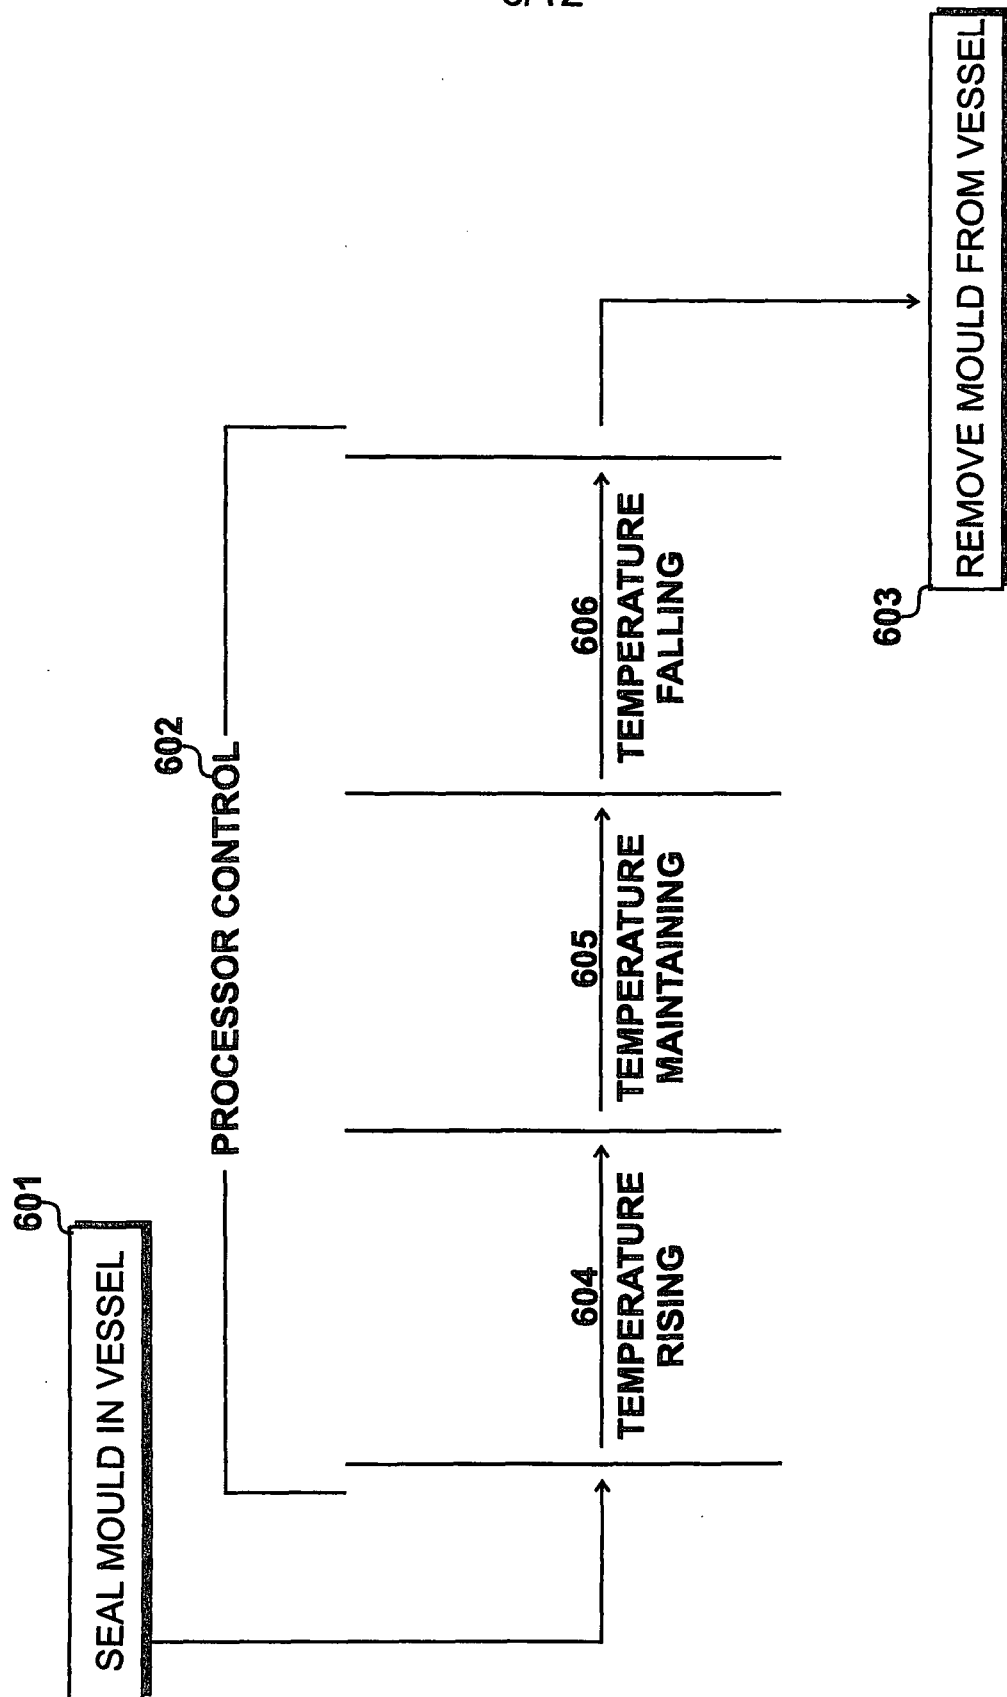 601
SEAL MOULD IN VESSEL
602
PROCESSOR CONTROL
604
TEMPERATURE
RISING
605
TEMPERATURE
MAINTAINING
606
TEMPERATURE
FALLING
603
REMOVE MOULD FROM VESSEL